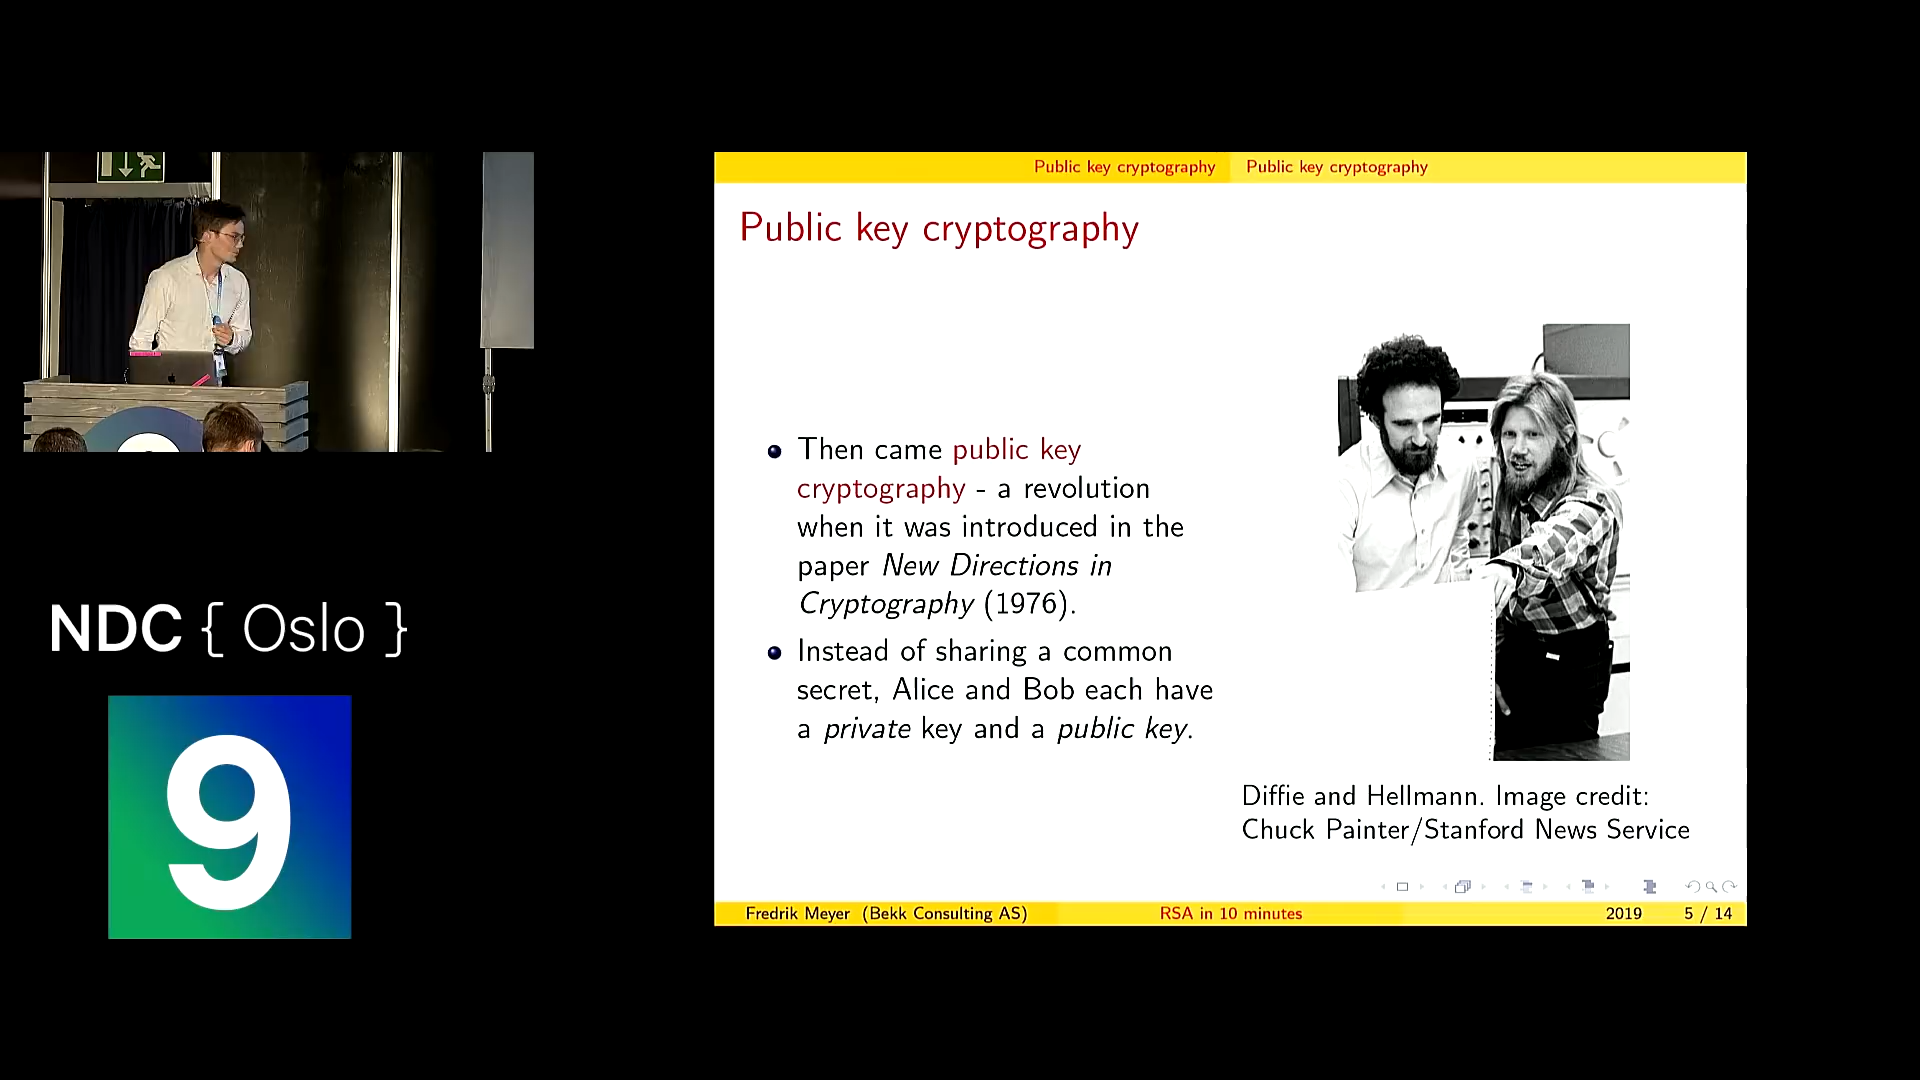 Public key cryptography Public key cryptography
Public key cryptography
Then came public key
cryptography - a revolution
when it was introduced in the
paper New Directions in
Cryptography (1976).
Instead of sharing a common
secret, Alice and Bob each have
a private key and a public key.
Diffie and Hellmann. Image credit:
Chuck Painter/Stanford News Service
Fredrik Meyer (Bekk Consulting AS) RSA in 10 minutes 2019 5 / 14
NDC { Oslo }
9